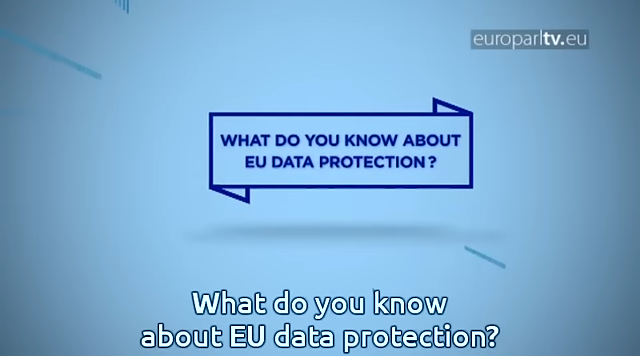 europarltv.eu
WHAT DO YOU KNOW ABOUT
EU DATA PROTECTION?
What do you know
about EU data protection?